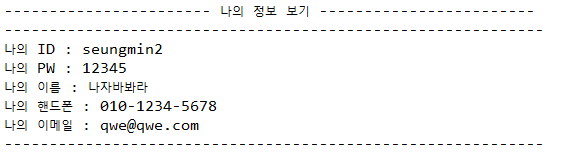 ----------------------- 나의 정보 보기 ------------------------
------------------------------------------------------------
나의 ID : seungmin2
나의 PW : 12345
나의 이름 : 나자바봐라
나의 핸드폰 : 010-1234-5678
나의 이메일 : qwe@qwe.com
------------------------------------------------------------